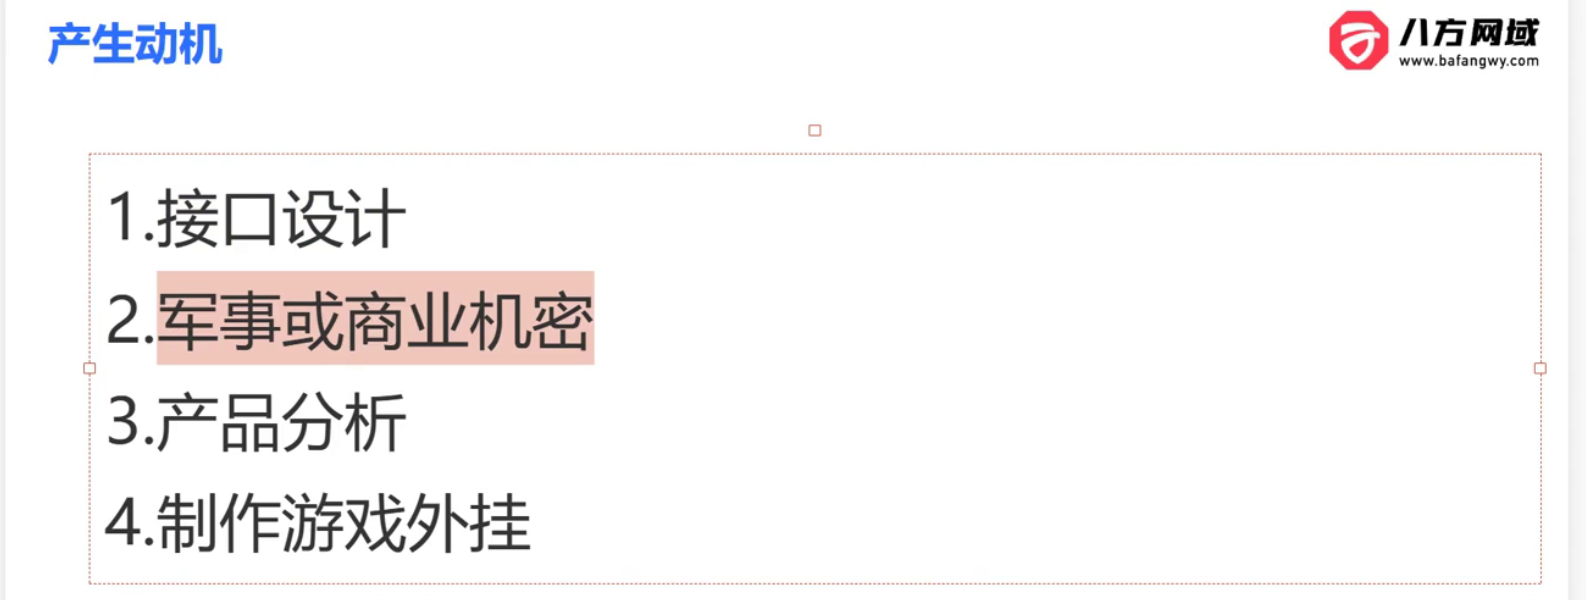 产生动机
八方网域
www.bafangwy.com
1.接口设计
2.军事或商业机密
3.产品分析
4.制作游戏外挂